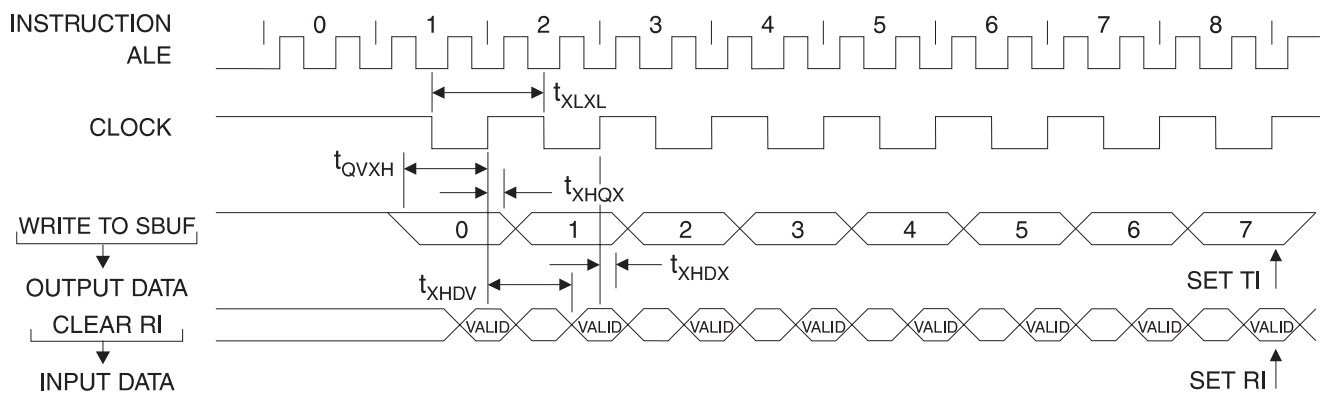 INSTRUCTION 0 1 2 3 4 5 6 7 8
ALE
tXLXL
CLOCK
tQVXH
tXHQX
WRITE TO SBUF 0 1 2 3 4 5 6 7
tXHDX
SET TI
OUTPUT DATA
tXHDV
CLEAR RI VALID VALID VALID VALID VALID VALID VALID VALID
INPUT DATA
SET RI